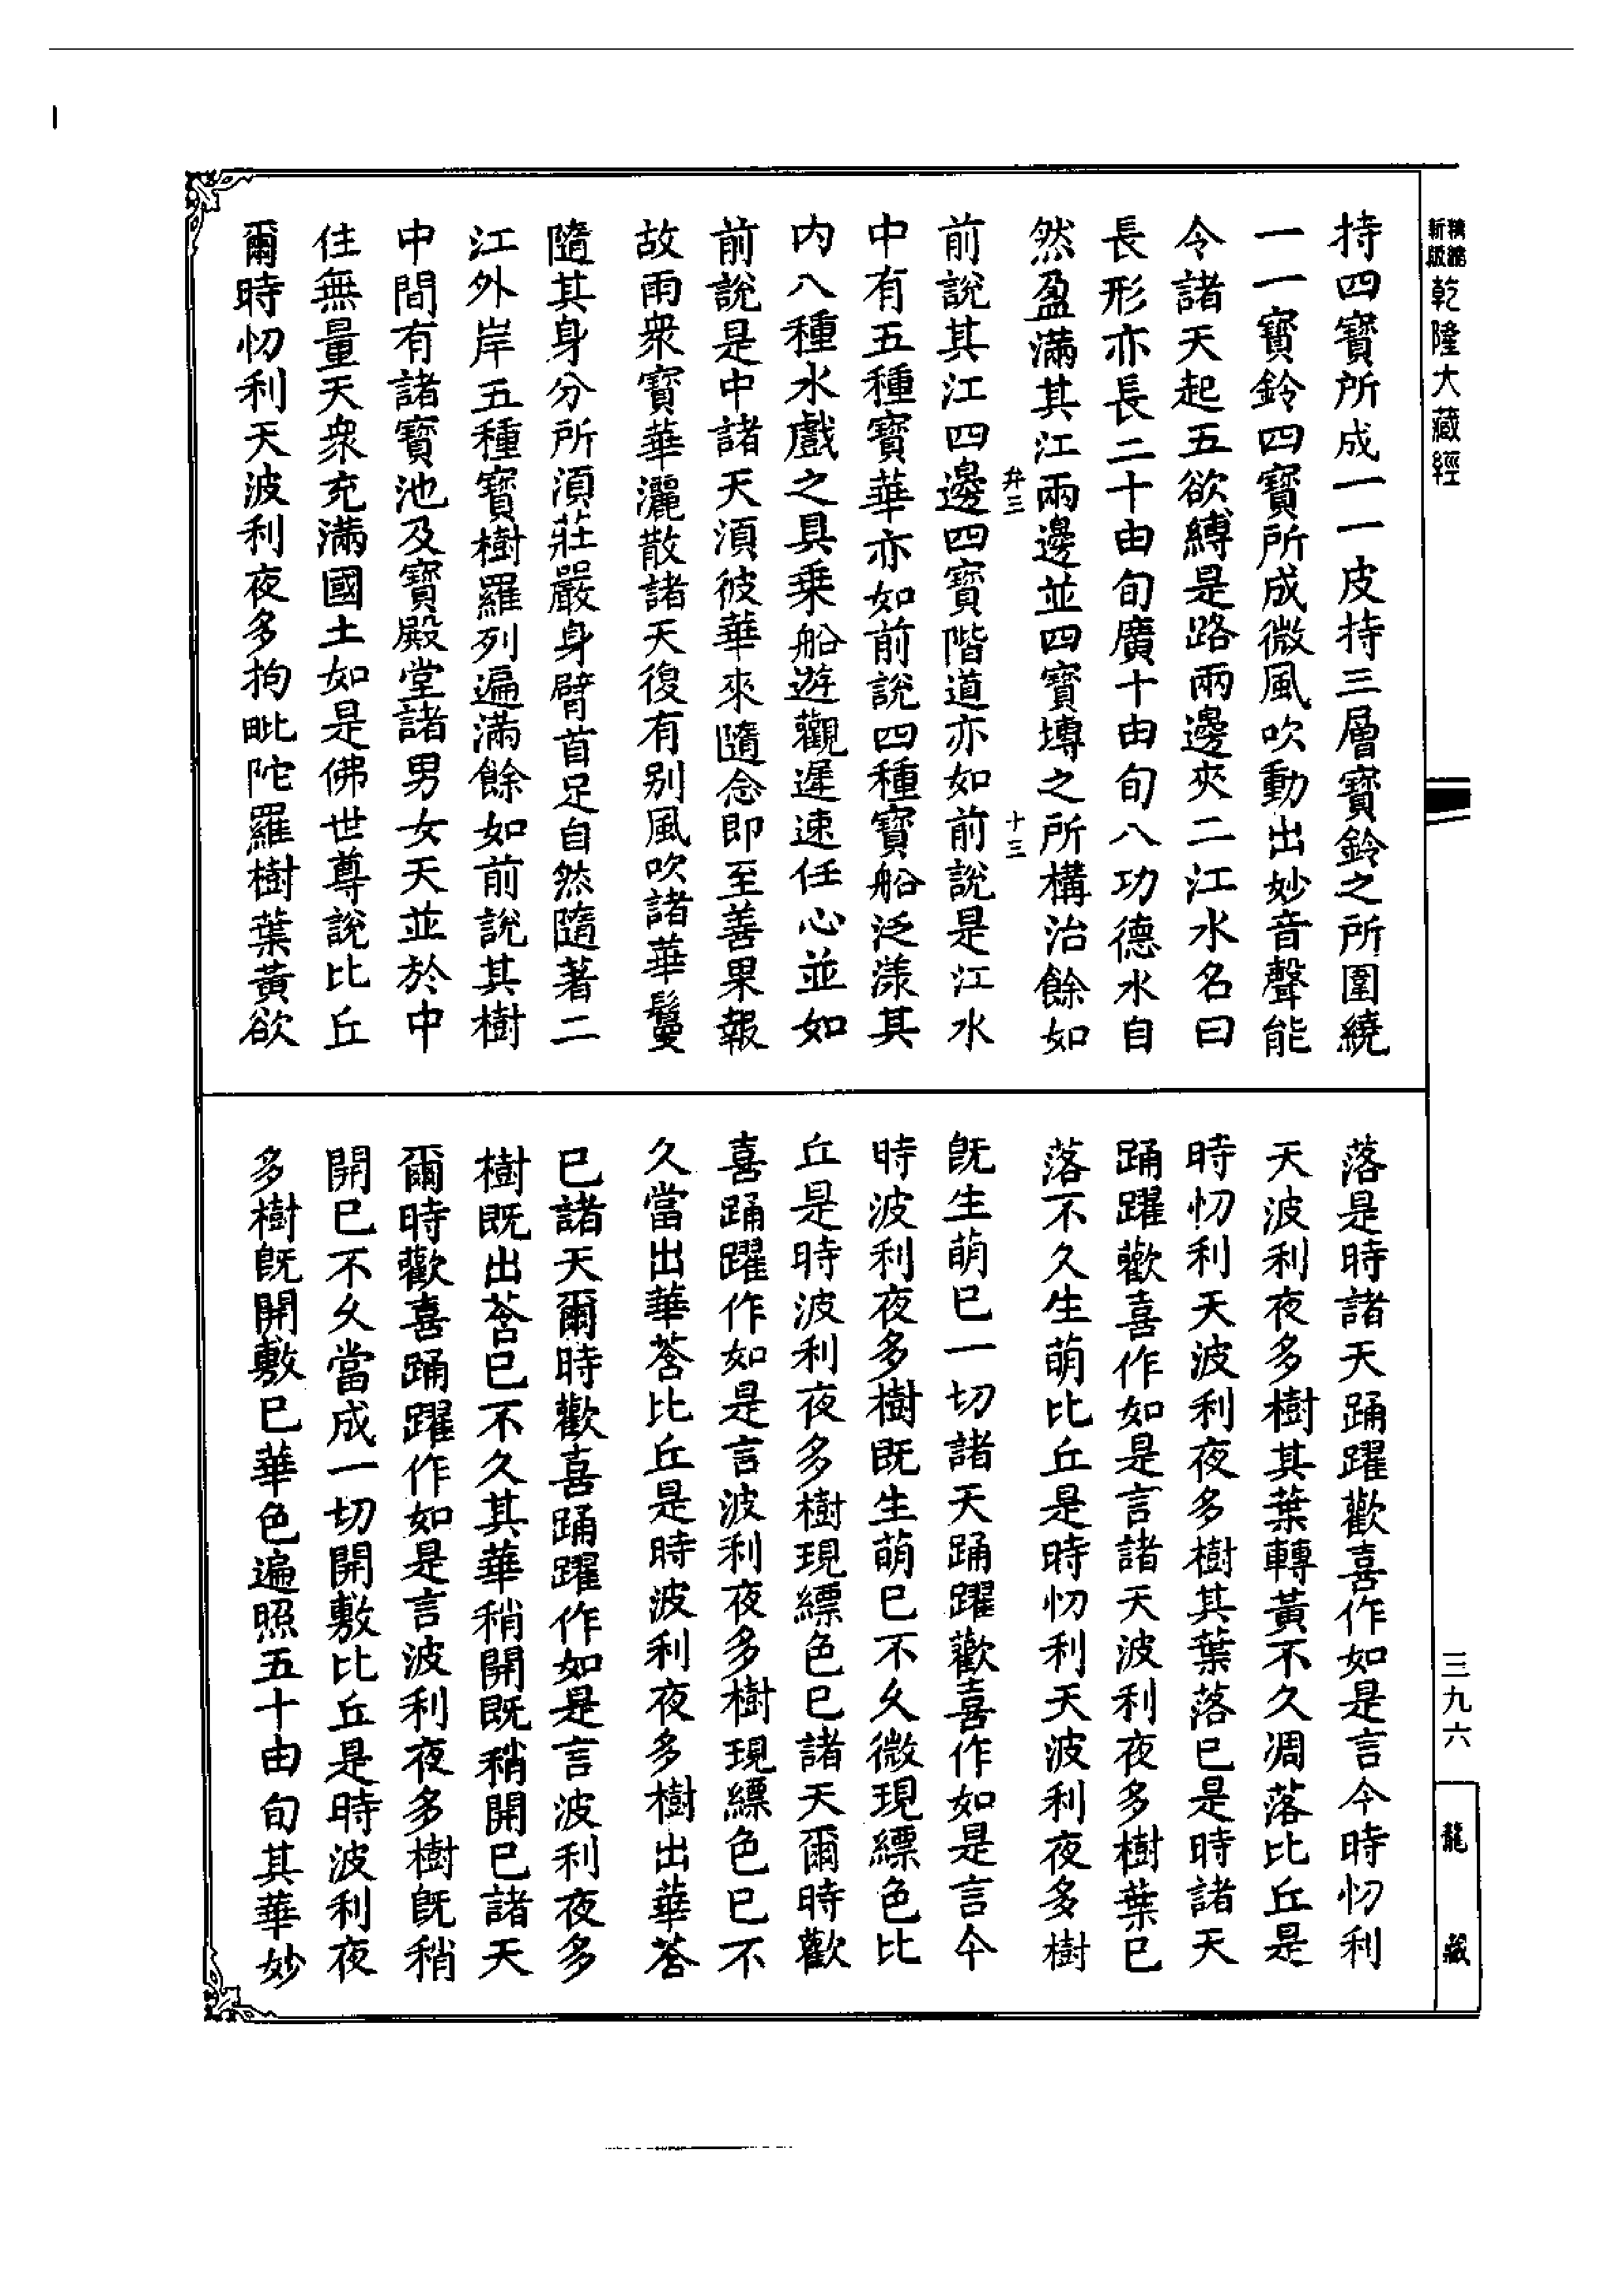 新版
乾隆大藏經
持四寶所成一一皮持三層寶鈴之所圍繞
一一寶鈴四寶所成微風吹動出妙音聲能
令諸天起五欲縛是路兩邊夾二江水名曰
長形亦長二十由旬廣十由旬八功德水自
然盈滿其江兩邊並四寶塼之所構治餘如
弁三
十三
前說其江四邊四寶階道亦如前說是江水
中有五種寶華亦如前說四種寶船泛漾其
内八種水戲之具乗船遊觀遲速任心並如
前說是中諸天須彼華來隨念即至善果報
故雨衆寶華灑散諸天復有别風吹諸華鬘
隨其身分所須莊嚴身臂首足自然隨著二
江外岸五種寶樹羅列遍滿餘如前說其樹
中間有諸寶池及寶殿堂諸男女天並於中
住無量天衆充滿國土如是佛世尊說比丘
爾時忉利天波利夜多拘毗陀羅樹葉黄欲
落是時諸天踊躍歡喜作如是言今時忉利
天波利夜多樹其葉轉黄不久凋落比丘是
時忉利天波利夜多樹其葉落已是時諸天
踊躍歡喜作如是言諸天波利夜多樹葉已
落不久生萌比丘是時忉利天波利夜多樹
旣生萌已一切諸天踊躍歡喜作如是言今
時波利夜多樹既生萌已不久微現縹色比
丘是時波利夜多樹現縹色已諸天爾時歡
喜踊躍作如是言波利夜多樹現縹色已不
久當出華荅比丘是時波利夜多樹出華荅
已諸天爾時歡喜踊躍作如是言波利夜多
樹既出荅已不久其華稍開既稍開已諸天
爾時歡喜踊躍作如是言波利夜多樹旣稍
開已不久當成一切開敷比丘是時波利夜
多樹旣開敷已華色遍照五十由旬其華妙
三九六
龍藏